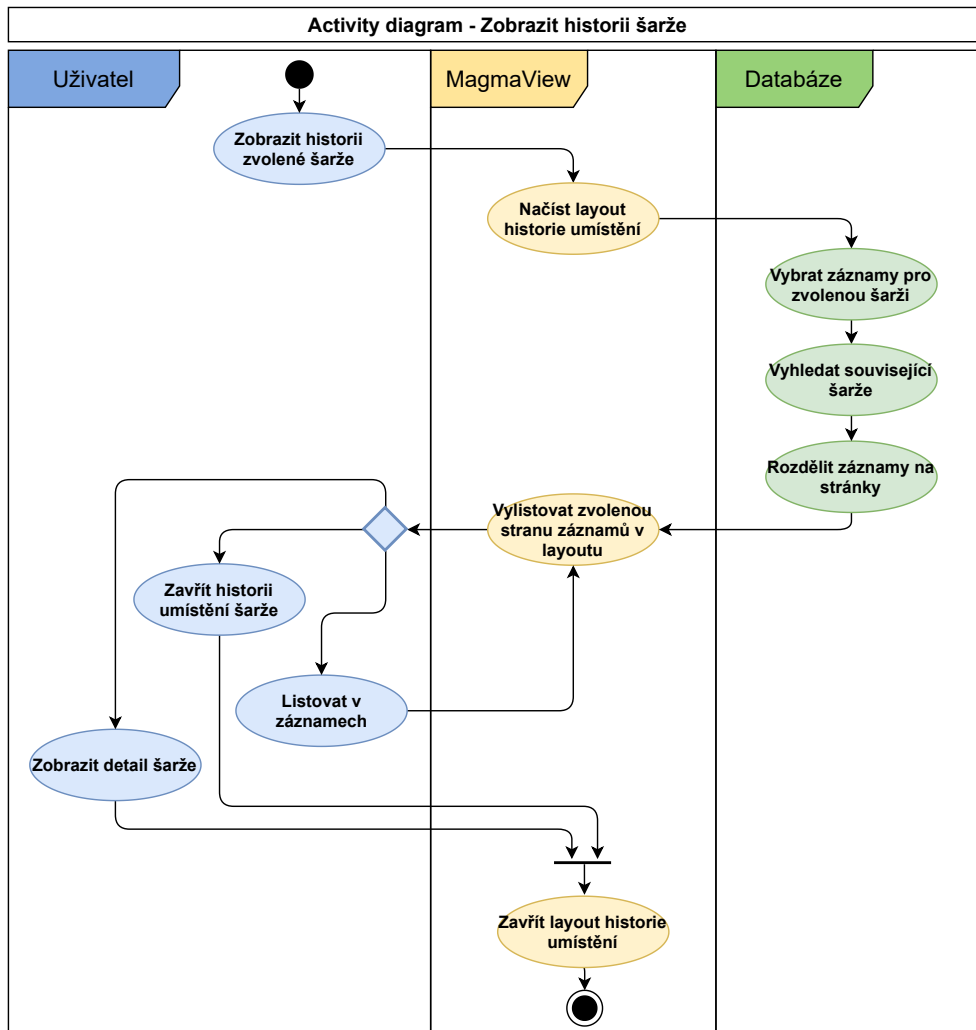 Activity diagram - Zobrazit historii šarže
Uživatel
MagmaView
Databáze
Zobrazit historii
zvolené šarže
Načíst layout
historie umístění
Vybrat záznamy pro
zvolenou šarži
Vyhledat související
šarže
Rozdělit záznamy na
stránky
Vylistovat zvolenou
stranu záznamů v
layoutu
Zavřít historii
umístění šarže
Listovat v
záznamech
Zobrazit detail šarže
Zavřít layout historie
umístění